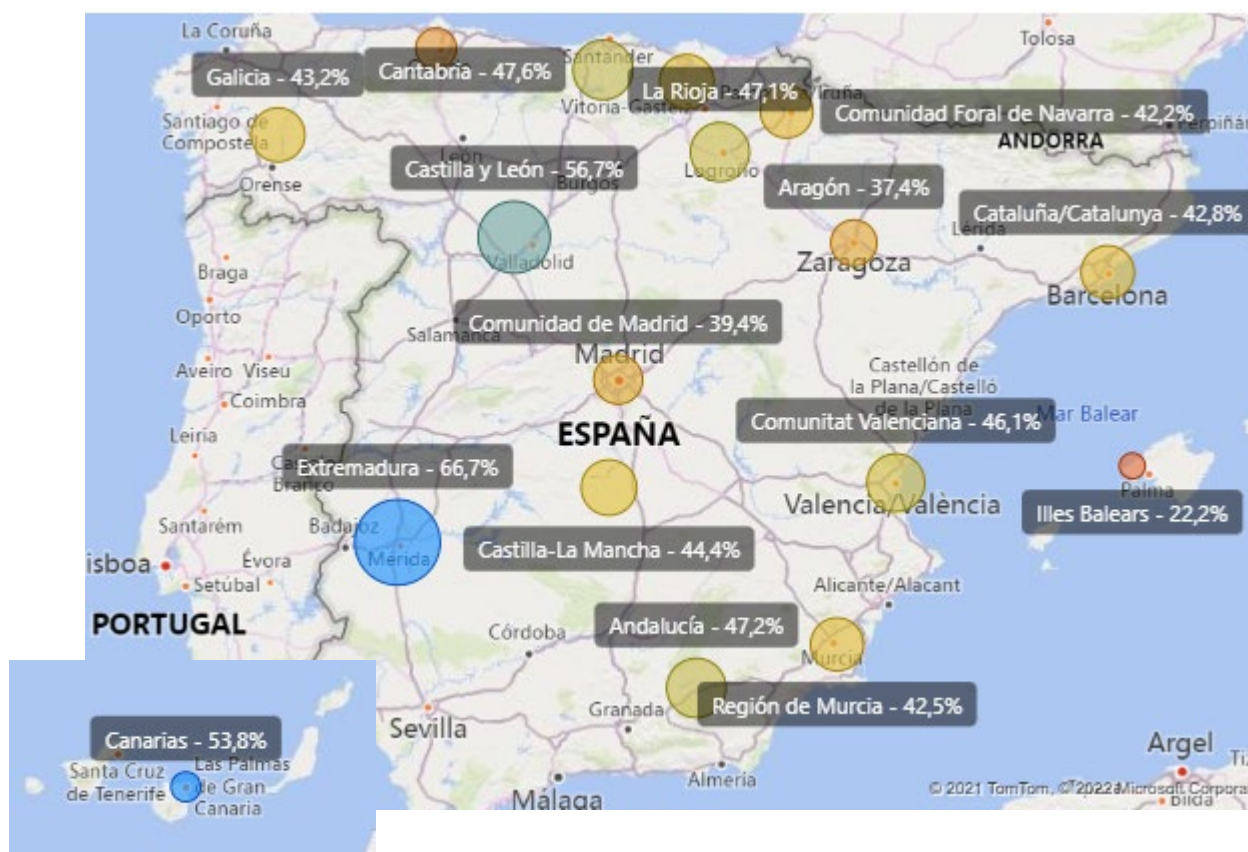 La Coruña
Tolosa
Santander
Galicia - 43,2%
Cantabria - 47,6%
La Rioja - 47,1%
Vitoria-Gasteiz
Comunidad Foral de Navarra - 42,2%
Santiago de
Compostela
Perpiñán
ANDORRA
León
Castilla y León - 56,7%
Burgos
Logroño
Orense
Aragón - 37,4%
Cataluña/Catalunya - 42,8%
Lérida
Braga
Valladolid
Zaragoza
Barcelona
Oporto
Comunidad de Madrid - 39,4%
Salamanca
Madrid
Aveiro
Viseu
Castellón de
la Plana/Castelló
de la Plana
Coimbra
Mar Balear
Comunitat Valenciana - 46,1%
Leiria
ESPAÑA
Extremadura - 66,7%
Branco
Palma
Valencia/València
Illes Balears - 22,2%
Santarém
Badajoz
Mérida
Castilla-La Mancha - 44,4%
isboa
Évora
Setúbal
Alicante/Alacant
PORTUGAL
Córdoba
Andalucía - 47,2%
Murcia
Región de Murcia - 42,5%
Granada
Sevilla
Canarias - 53,8%
Argel
Santa Cruz
de Tenerife
Las Palmas
de Gran
Canaria
Almería
Málaga
© 2021 TomTom, © 2022 Microsoft Corpora
Blida